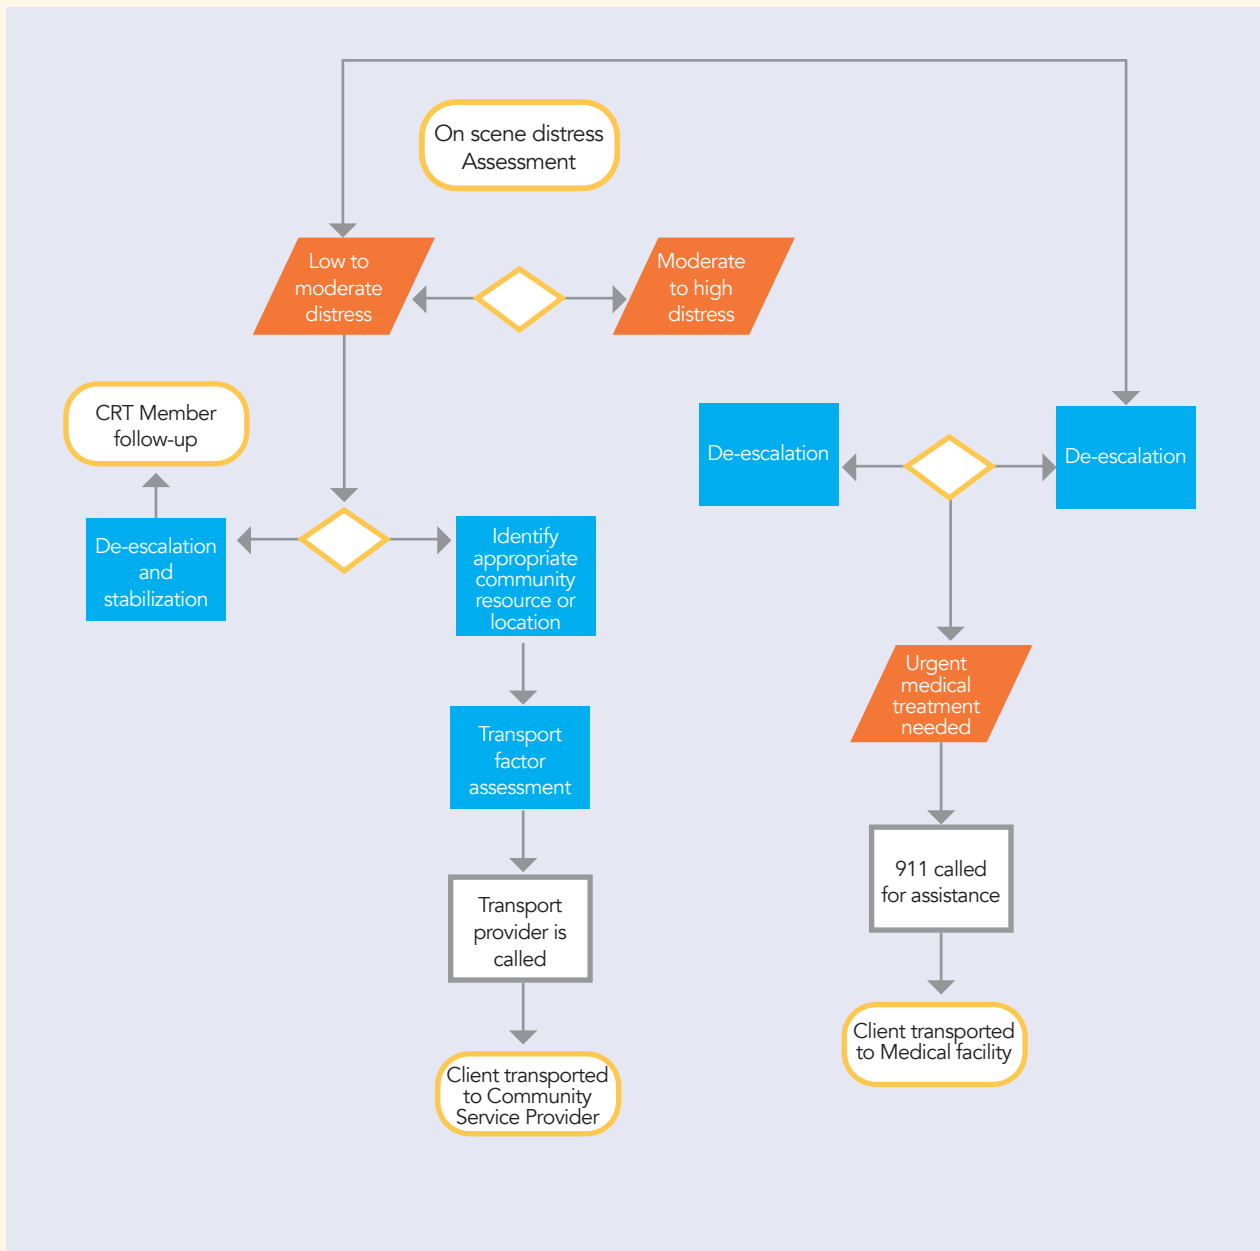 On scene distress
Assessment
Low to
moderate
distress
Moderate
to high
distress
CRT Member
follow-up
De-escalation
De-escalation
De-escalation
and
stabilization
Identify
appropriate
community
resource or
location
Urgent
medical
treatment
needed
Transport
factor
assessment
911 called
for assistance
Transport
provider is
called
Client transported
to Medical facility
Client transported
to Community
Service Provider